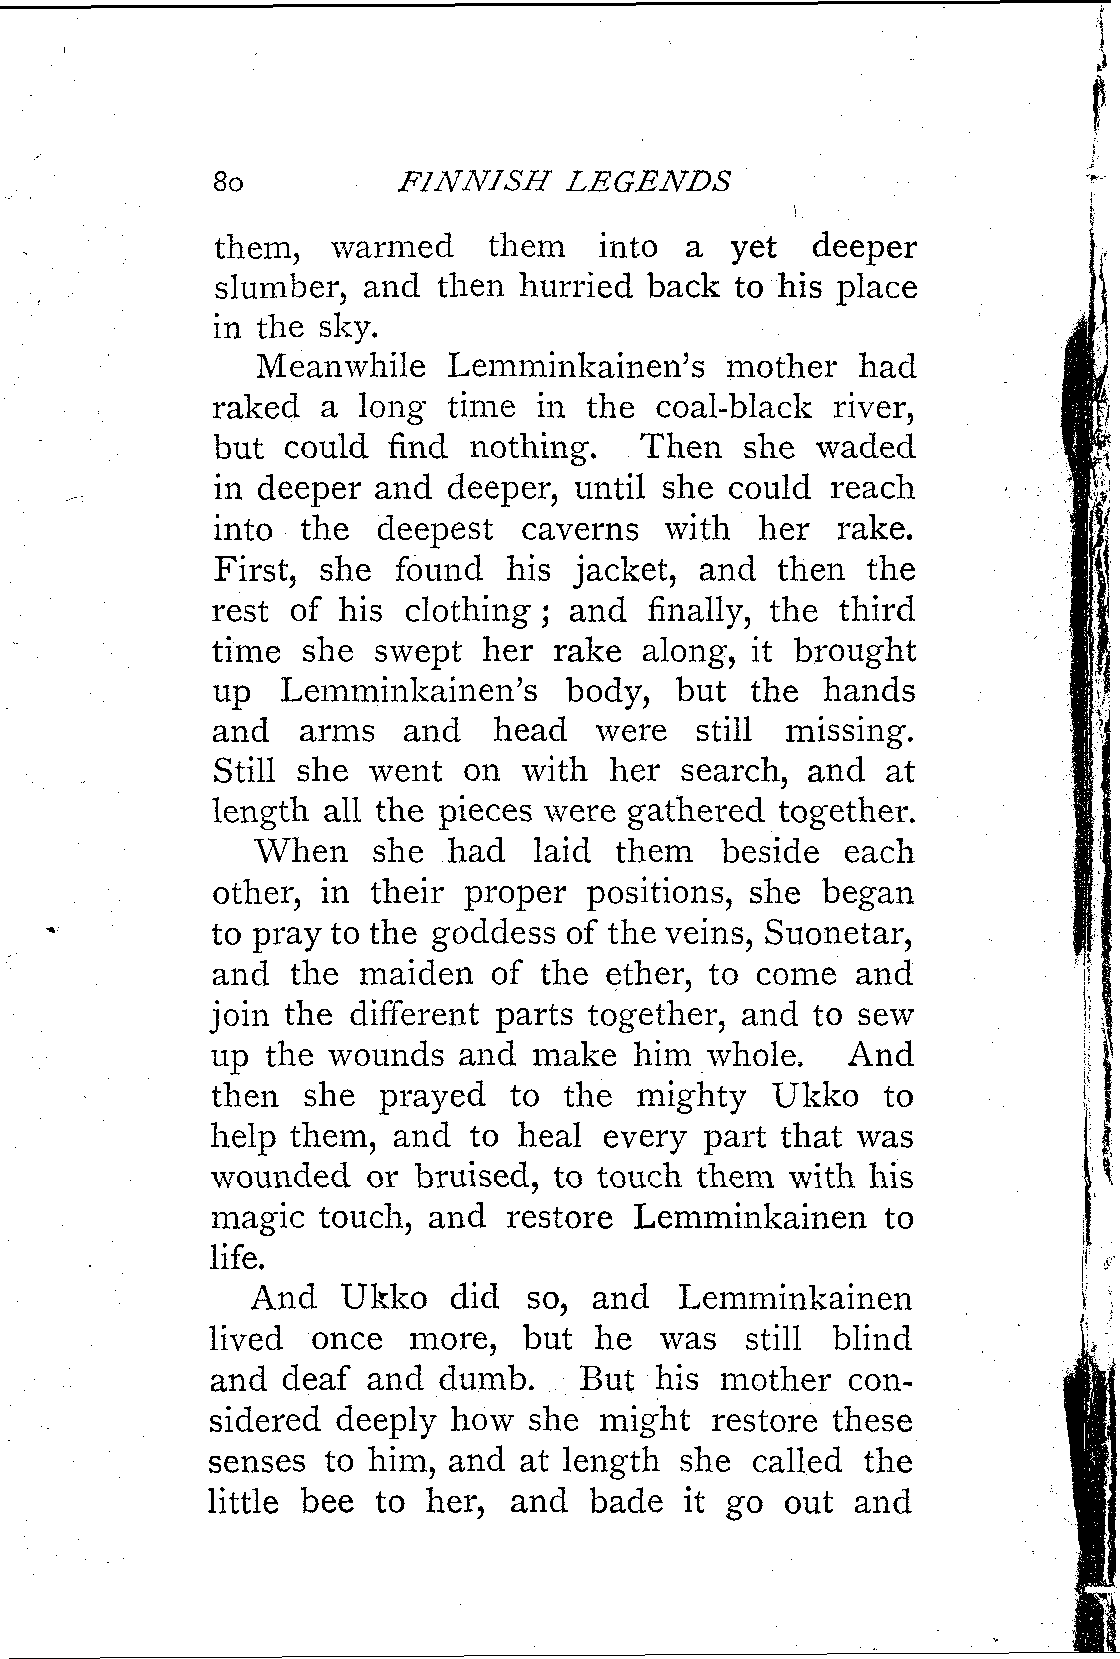 80 FINNISH LEGENDS
them, warmed them into a yet deeper
slumber, and then hurried back to his place
in the sky.
Meanwhile Lemminkainen's mother had
raked a long time in the coal-black river,
but could find nothing. Then she waded
in deeper and deeper, until she could reach
into the deepest caverns with her rake.
First, she found his jacket, and then the
rest of his clothing ; and finally, the third
time she swept her rake along, it brought
up Lemminkainen's body, but the hands
and arms and head were still missing.
Still she went on with her search, and at
length all the pieces were gathered together.
When she had laid them beside each
other, in their proper positions, she began
to pray to the goddess of the veins, Suonetar,
and the maiden of the ether, to come and
join the different parts together, and to sew
up the wounds and make him whole. And
then she prayed to the mighty Ukko to
help them, and to heal every part that was
wounded or bruised, to touch them with his
magic touch, and restore Lemminkainen to
life.
And Ukko did so, and Lemminkainen
lived once more, but he was still blind
and deaf and dumb. But his mother con-
sidered deeply how she might restore these
senses to him, and at length she called the
little bee to her, and bade it go out and